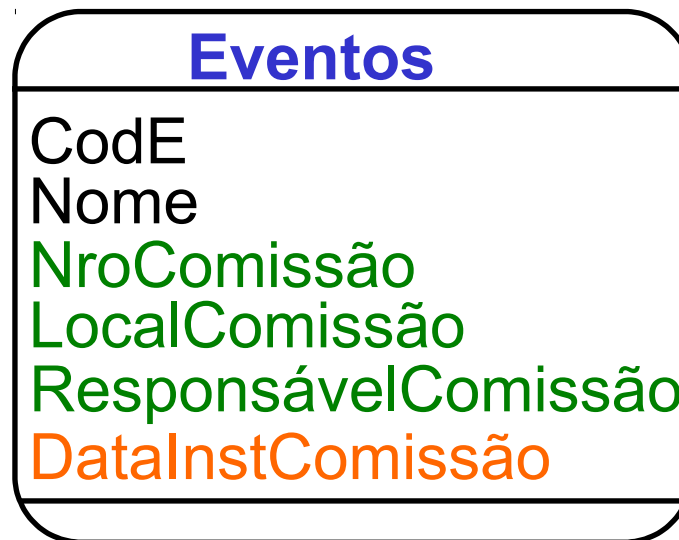 Eventos
CodE
Nome
NroComissão
LocalComissão
ResponsávelComissão
DataInstComissão